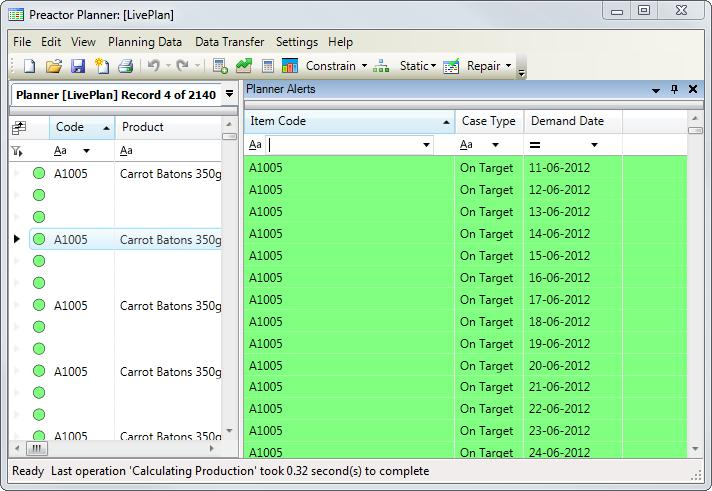 Preactor Planner: [LivePlan]
File Edit View Planning Data Data Transfer Settings Help
Constrain Static Repair
Planner [LivePlan] Record 4 of 2140
Code Product
Aa Aa
A1005 Carrot Batons 350g
A1005 Carrot Batons 350g
A1005 Carrot Batons 350g
A1005 Carrot Batons 350g
A1005 Carrot Batons 350g
Planner Alerts
Item Code Case Type Demand Date
Aa Aa =
A1005 On Target 11-06-2012
A1005 On Target 12-06-2012
A1005 On Target 13-06-2012
A1005 On Target 14-06-2012
A1005 On Target 15-06-2012
A1005 On Target 16-06-2012
A1005 On Target 17-06-2012
A1005 On Target 18-06-2012
A1005 On Target 19-06-2012
A1005 On Target 20-06-2012
A1005 On Target 21-06-2012
A1005 On Target 22-06-2012
A1005 On Target 23-06-2012
A1005 On Target 24-06-2012
Ready Last operation 'Calculating Production' took 0.32 second(s) to complete